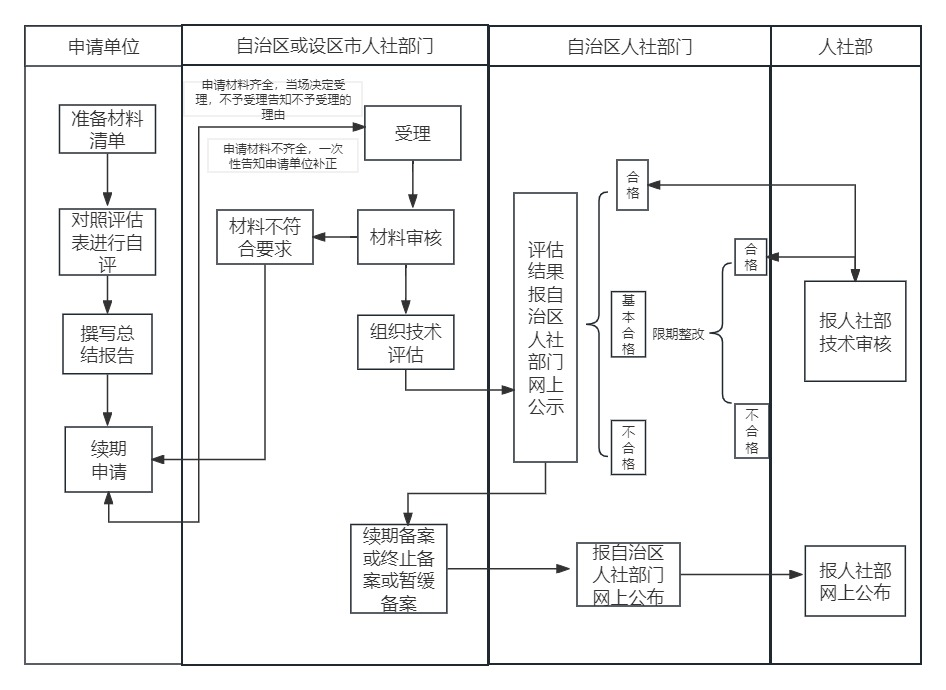 申请单位
自治区或设区市人社部门
自治区人社部门
人社部
准备材料
清单
对照评估
表进行自
评
撰写总
结报告
续期
申请
申请材料齐全，当场决定受
理，不予受理告知不予受理的
理由
申请材料不齐全，一次
性告知申请单位补正
受理
材料不符
合要求
材料审核
组织技术
评估
续期备案
或终止备
案或暂缓
备案
评估
结果
报自
治区
人社
部门
网上
公示
合
格
基
本
合
格
不
合
格
限期整改
合
格
不
合
格
报自治区
人社部门
网上公布
报人社部
技术审核
报人社部
网上公布